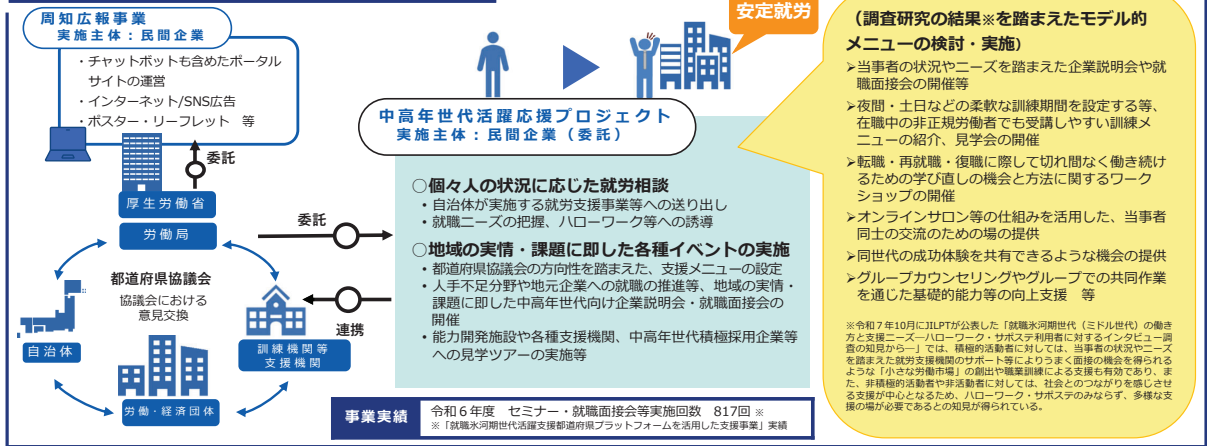 周知広報事業
実施主体：民間企業
・チャットボットも含めたポータル
サイトの運営
・インターネット/SNS広告
・ポスター・リーフレット　等
委託
厚生労働省
労働局
都道府県協議会
協議会における
意見交換
自治体
訓練機関等
支援機関
労働・経済団体
委託
連携
安定就労
中高年世代活躍応援プロジェクト
実施主体：民間企業（委託）
○個々人の状況に応じた就労相談
・自治体が実施する就労支援事業等への送り出し
・就職ニーズの把握、ハローワーク等への誘導
○地域の実情・課題に即した各種イベントの実施
・都道府県協議会の方向性を踏まえた、支援メニューの設定
・人手不足分野や地元企業への就職の推進等、地域の実情・
課題に即した中高年世代向け企業説明会・就職面接会の
開催
・能力開発施設や各種支援機関、中高年世代積極採用企業等
への見学ツアーの実施等
事業実績
令和６年度　セミナー・就職面接会等実施回数　817回 ※
※「就職氷河期世代活躍支援都道府県プラットフォームを活用した支援事業」実績
（調査研究の結果※を踏まえたモデル的
メニューの検討・実施）
➢当事者の状況やニーズを踏まえた企業説明会や就
職面接会の開催等
➢夜間・土日などの柔軟な訓練期間を設定する等、
在職中の非正規労働者でも受講しやすい訓練メ
ニューの紹介、見学会の開催
➢転職・再就職・復職に際して切れ間なく働き続け
るための学び直しの機会と方法に関するワーク
ショップの開催
➢オンラインサロン等の仕組みを活用した、当事者
同士の交流のための場の提供
➢同世代の成功体験を共有できるような機会の提供
➢グループカウンセリングやグループでの共同作業
を通じた基礎的能力等の向上支援　等
※令和７年10月にJILPTが公表した「就職氷河期世代（ミドル世代）の働き
方と支援ニーズ―ハローワーク・サポステ利用者に対するインタビュー調
査の知見から―」では、積極的活動者に対しては、当事者の状況やニーズ
を踏まえた就労支援機関のサポート等によりうまく面接の機会を得られる
ような「小さな労働市場」の創出や職業訓練による支援も有効であり、ま
た、非積極的活動者や非活動者に対しては、社会とのつながりを感じさせ
る支援が中心となるため、ハローワーク・サポステのみならず、多様な支
援の場が必要であるとの知見が得られている。